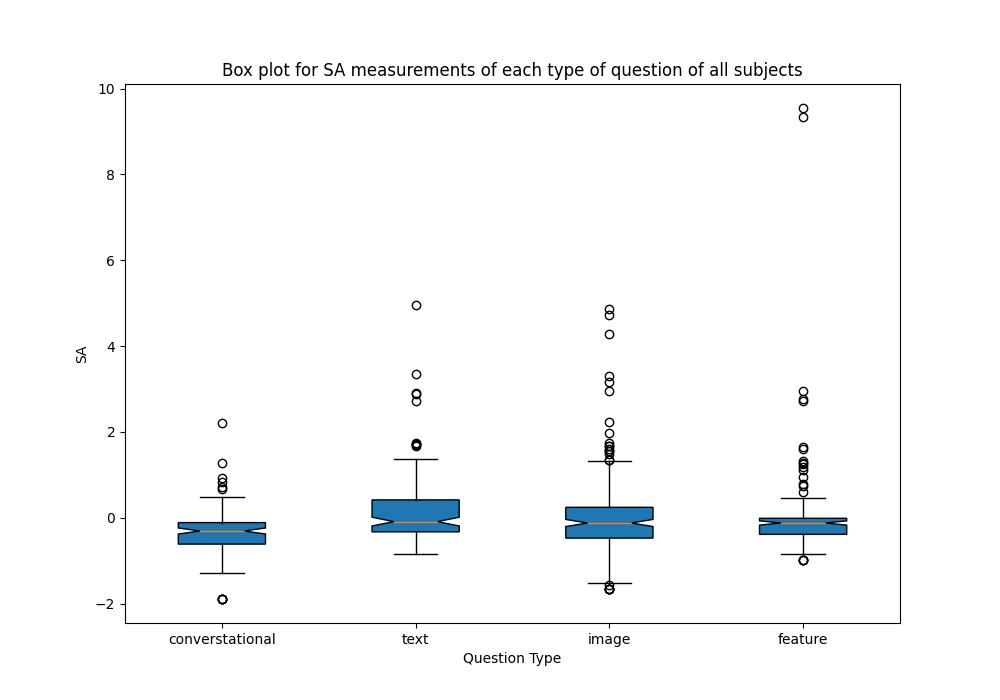 Box plot for SA measurements of each type of question of all subjects
10
8
6
4
2
0
−2
SA
converstational text image feature
Question Type